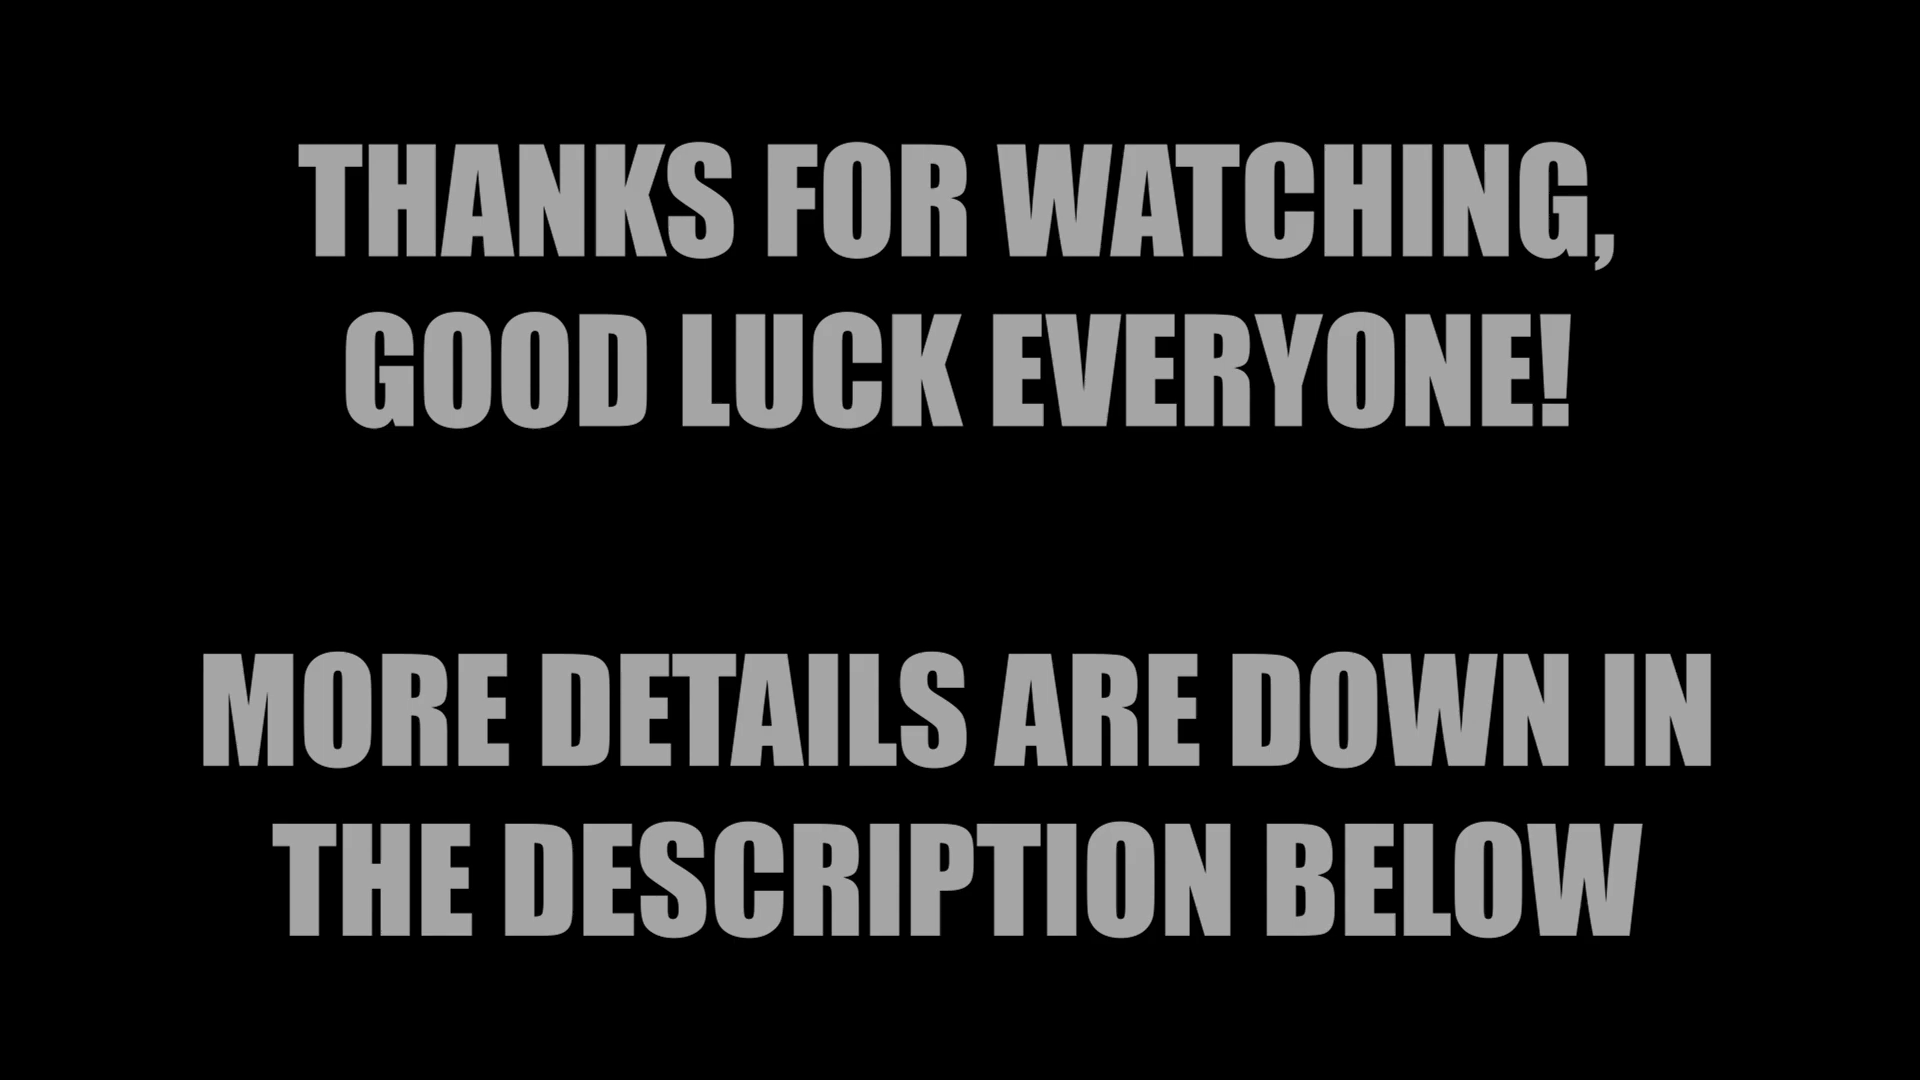 THANKS FOR WATCHING,
GOOD LUCK EVERYONE!
MORE DETAILS ARE DOWN IN
THE DESCRIPTION BELOW